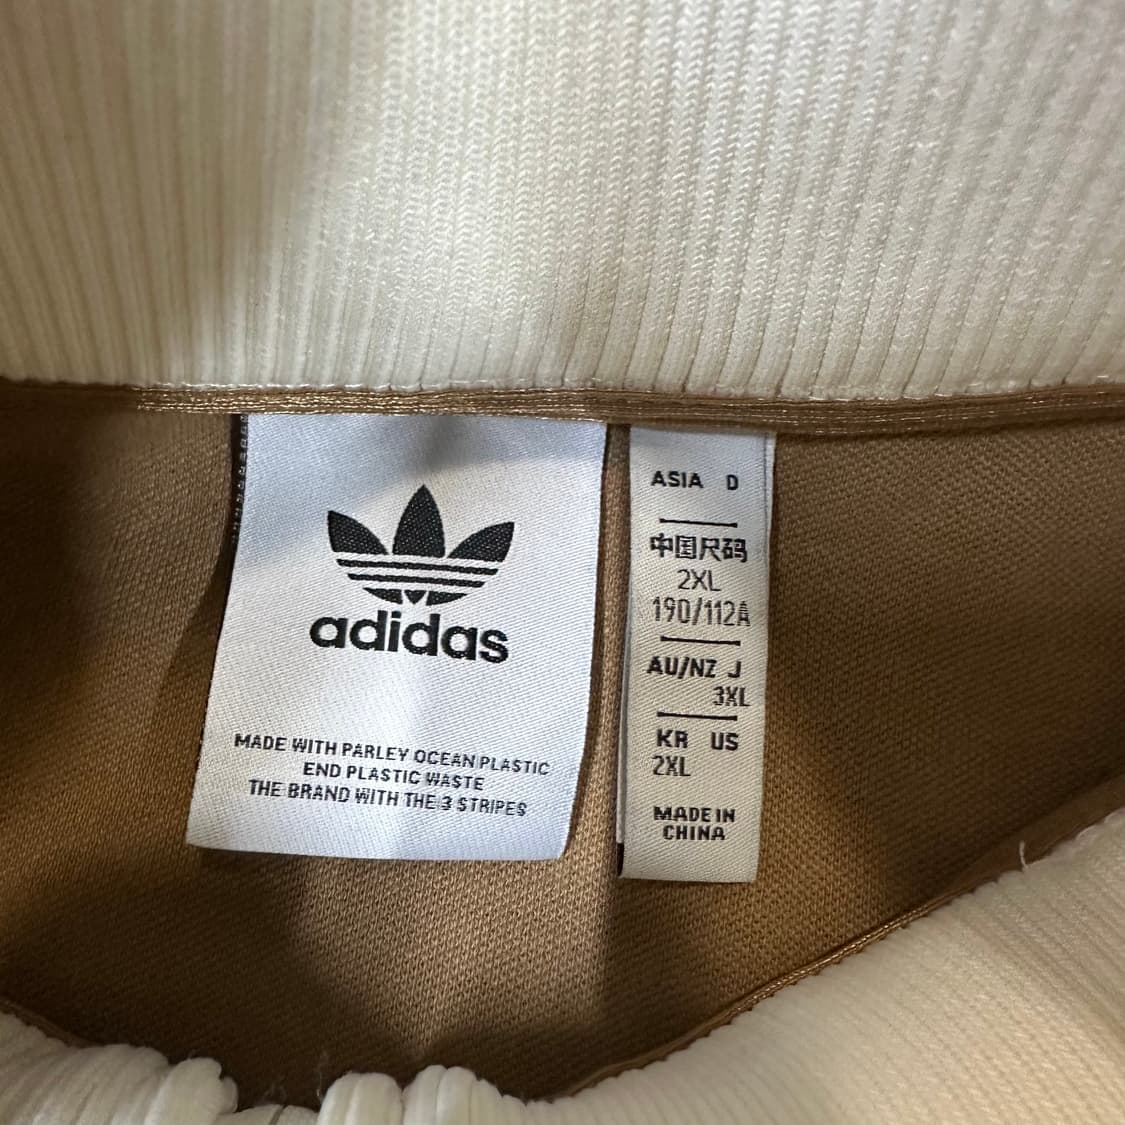 adidas
MADE WITH PARLEY OCEAN PLASTIC
END PLASTIC WASTE
THE BRAND WITH THE 3 STRIPES
ASIA D
中国尺码
2XL
190/112A
AU/NZ J
3XL
KR US
2XL
MADE IN
CHINA